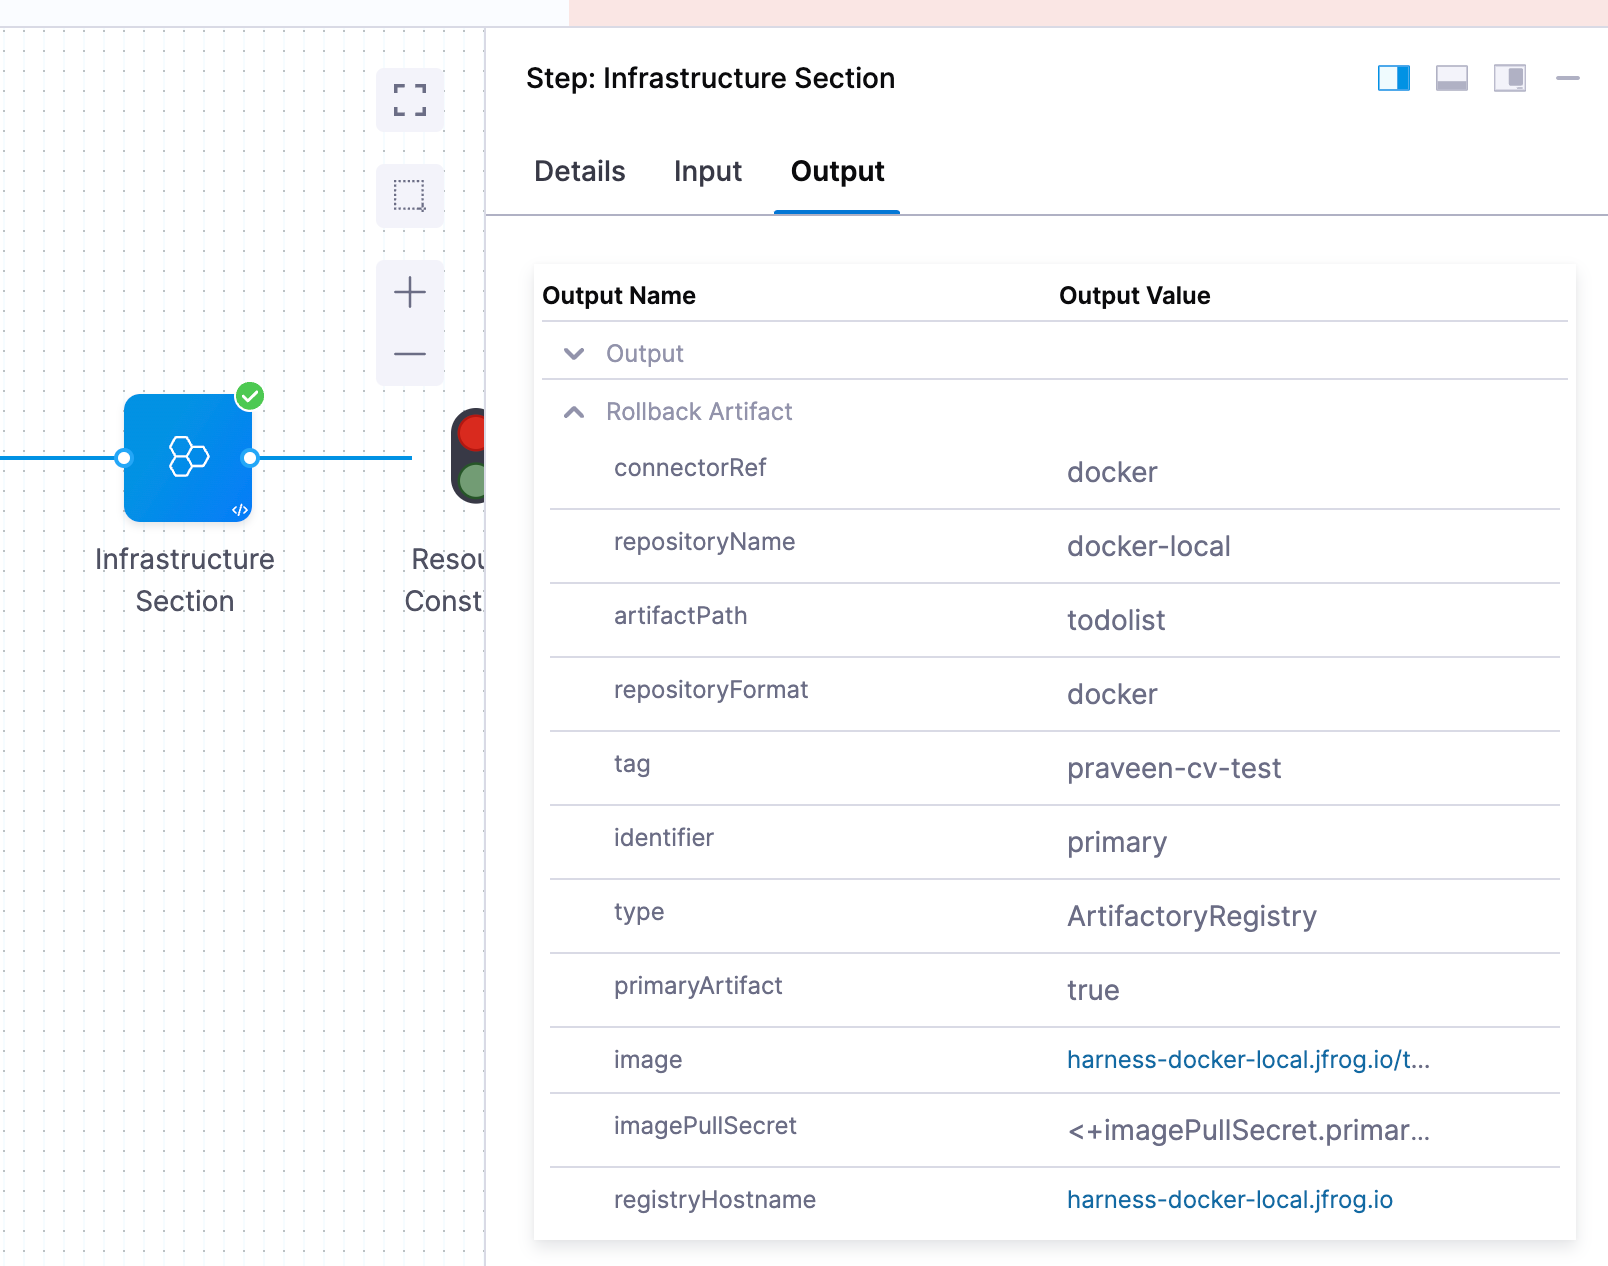 Step: Infrastructure Section
Details Input Output
Output Name Output Value
Output
Rollback Artifact
connectorRef docker
repositoryName docker-local
artifactPath todolist
repositoryFormat docker
tag praveen-cv-test
identifier primary
type ArtifactoryRegistry
primaryArtifact true
image harness-docker-local.jfrog.io/t...
imagePullSecret <+imagePullSecret.primar...
registryHostname harness-docker-local.jfrog.io
</>
Infrastructure
Section
Resou
Const